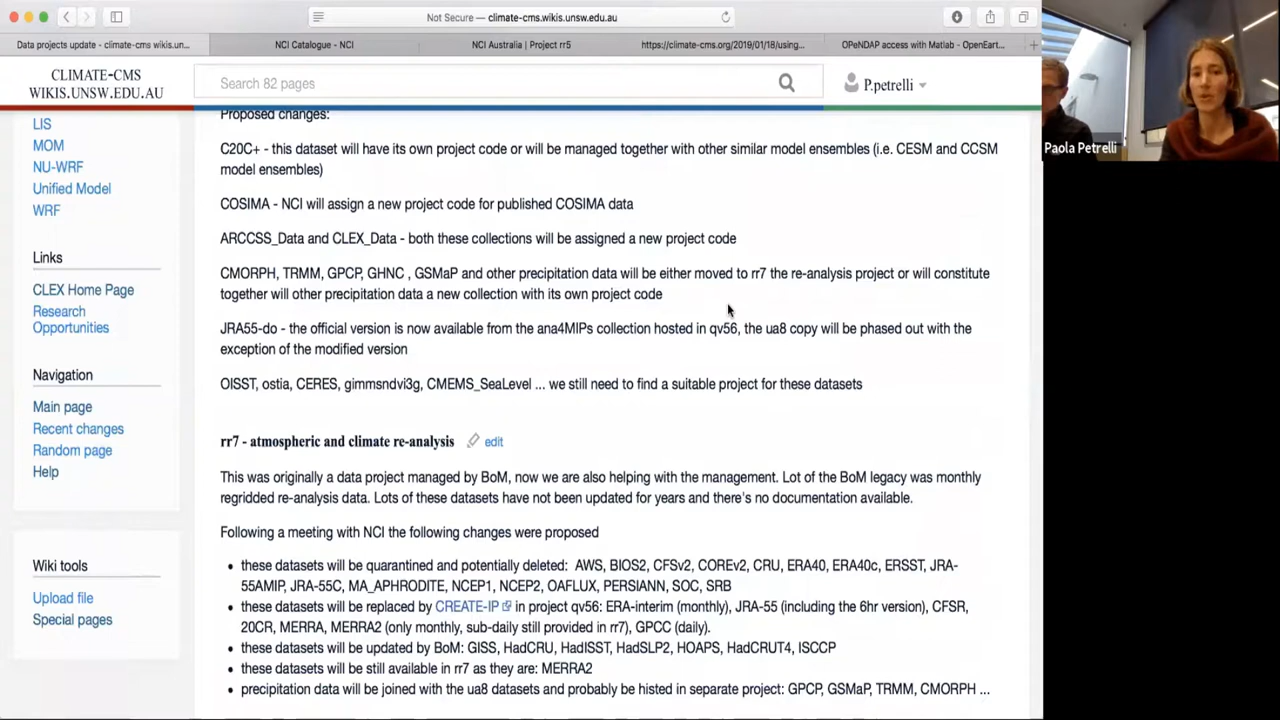 Not Secure — climate-cms.wikis.unsw.edu.au
Data projects update - climate-cms wikis.un...
NCI Catalogue - NCI
NCI Australia | Project rr5
https://climate-cms.org/2019/01/18/using...
OPeNDAP access with Matlab - OpenEart...
+
CLIMATE-CMS
WIKIS.UNSW.EDU.AU
Search 82 pages
P.petrelli
LIS
MOM
NU-WRF
Unified Model
WRF
Links
CLEX Home Page
Research
Opportunities
Navigation
Main page
Recent changes
Random page
Help
Wiki tools
Upload file
Special pages
Proposed changes:
C20C+ - this dataset will have its own project code or will be managed together with other similar model ensembles (i.e. CESM and CCSM
model ensembles)
COSIMA - NCI will assign a new project code for published COSIMA data
ARCCSS_Data and CLEX_Data - both these collections will be assigned a new project code
CMORPH, TRMM, GPCP, GHNC , GSMaP and other precipitation data will be either moved to rr7 the re-analysis project or will constitute
together will other precipitation data a new collection with its own project code
JRA55-do - the official version is now available from the ana4MIPs collection hosted in qv56, the ua8 copy will be phased out with the
exception of the modified version
OISST, ostia, CERES, gimmsndvi3g, CMEMS_SeaLevel ... we still need to find a suitable project for these datasets
rr7 - atmospheric and climate re-analysis edit
This was originally a data project managed by BoM, now we are also helping with the management. Lot of the BoM legacy was monthly
regridded re-analysis data. Lots of these datasets have not been updated for years and there's no documentation available.
Following a meeting with NCI the following changes were proposed
• these datasets will be quarantined and potentially deleted: AWS, BIOS2, CFSv2, COREv2, CRU, ERA40, ERA40c, ERSST, JRA-
55AMIP, JRA-55C, MA_APHRODITE, NCEP1, NCEP2, OAFLUX, PERSIANN, SOC, SRB
• these datasets will be replaced by CREATE-IP in project qv56: ERA-interim (monthly), JRA-55 (including the 6hr version), CFSR,
20CR, MERRA, MERRA2 (only monthly, sub-daily still provided in rr7), GPCC (daily).
• these datasets will be updated by BoM: GISS, HadCRU, HadISST, HadSLP2, HOAPS, HadCRUT4, ISCCP
• these datasets will be still available in rr7 as they are: MERRA2
• precipitation data will be joined with the ua8 datasets and probably be histed in separate project: GPCP, GSMaP, TRMM, CMORPH ...
Paola Petrelli